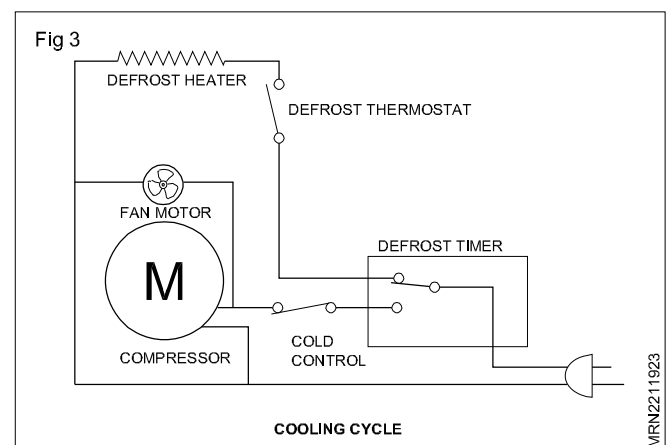 Fig 3
DEFROST HEATER
DEFROST THERMOSTAT
FAN MOTOR
DEFROST TIMER
M
COLD
CONTROL
COMPRESSOR
COOLING CYCLE
MRN2211923